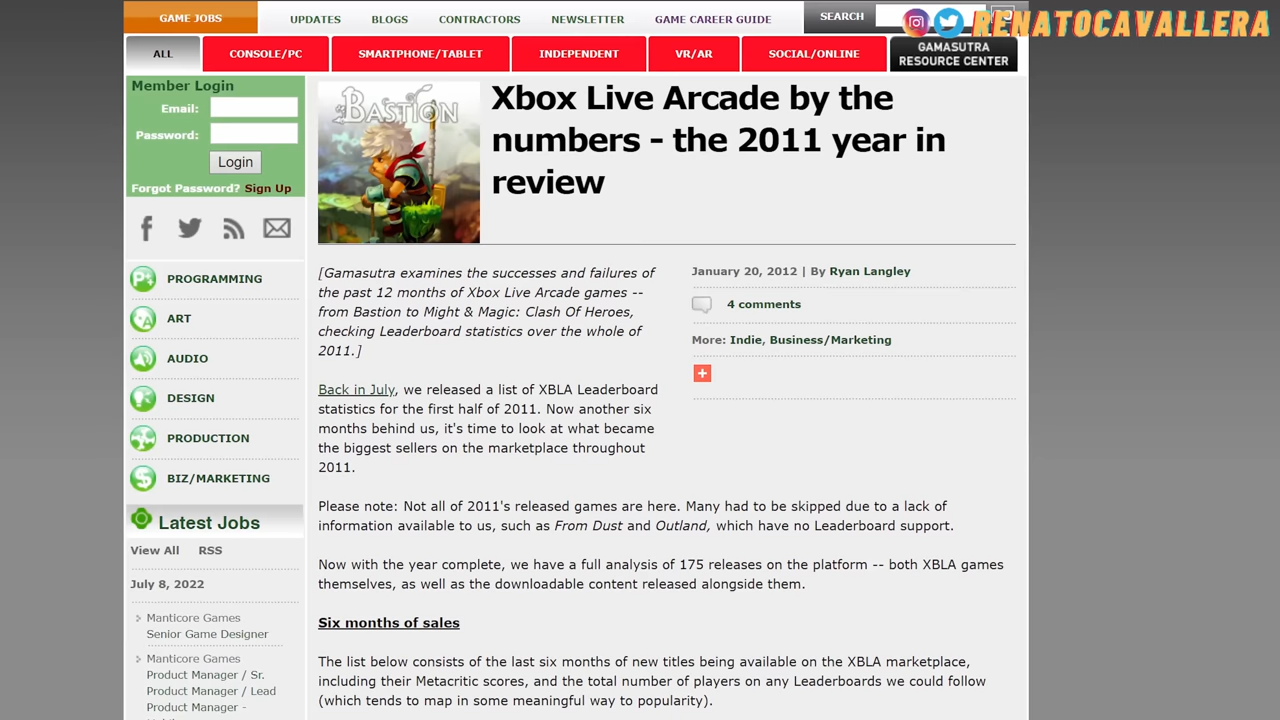 GAME JOBS
UPDATES
BLOGS
CONTRACTORS
NEWSLETTER
GAME CAREER GUIDE
SEARCH
RENATOCAVALLERA
ALL
CONSOLE/PC
SMARTPHONE/TABLET
INDEPENDENT
VR/AR
SOCIAL/ONLINE
GAMASUTRA
RESOURCE CENTER
Member Login
Email:
Password:
Login
Forgot Password? Sign Up
PROGRAMMING
ART
AUDIO
DESIGN
PRODUCTION
BIZ/MARKETING
Latest Jobs
View All RSS
July 8, 2022
Manticore Games
Senior Game Designer
Manticore Games
Product Manager / Sr.
Product Manager / Lead
Product Manager -
BASTION
Xbox Live Arcade by the
numbers - the 2011 year in
review
[Gamasutra examines the successes and failures of
the past 12 months of Xbox Live Arcade games --
from Bastion to Might & Magic: Clash Of Heroes,
checking Leaderboard statistics over the whole of
2011.]
January 20, 2012 | By Ryan Langley
4 comments
More: Indie, Business/Marketing
Back in July, we released a list of XBLA Leaderboard
statistics for the first half of 2011. Now another six
months behind us, it's time to look at what became
the biggest sellers on the marketplace throughout
2011.
Please note: Not all of 2011's released games are here. Many had to be skipped due to a lack of
information available to us, such as From Dust and Outland, which have no Leaderboard support.
Now with the year complete, we have a full analysis of 175 releases on the platform -- both XBLA games
themselves, as well as the downloadable content released alongside them.
Six months of sales
The list below consists of the last six months of new titles being available on the XBLA marketplace,
including their Metacritic scores, and the total number of players on any Leaderboards we could follow
(which tends to map in some meaningful way to popularity).